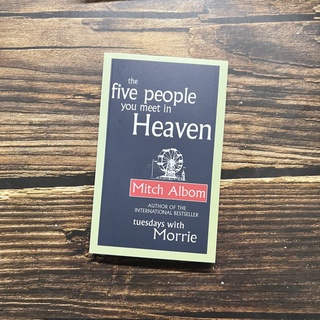 the
five people
you meet in
Heaven
Mitch Albom
AUTHOR OF THE
INTERNATIONAL BESTSELLER
tuesdays with
Morrie